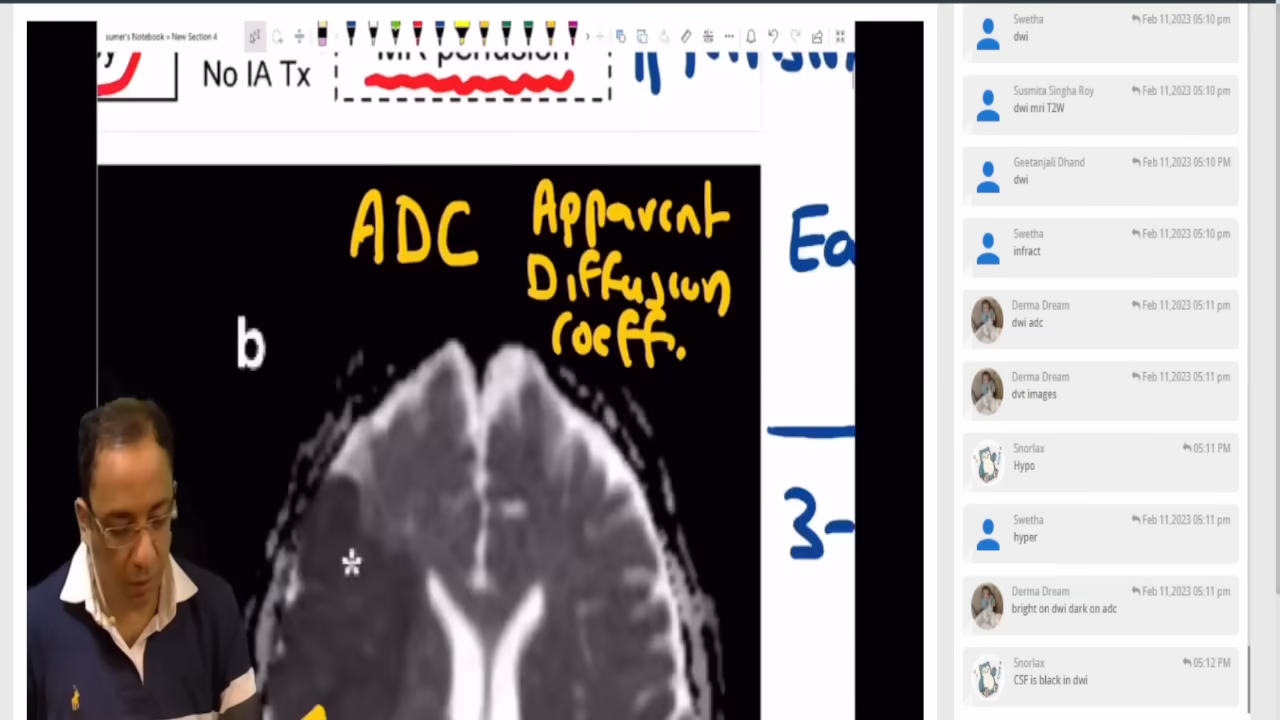 sumer's Notebook » New Section 4
No IA Tx
MR perfusion
ADC
Apparent
Diffusion
Coeff.
b
*
Ea
3-
Swetha
Feb 11,2023 05:10 pm
dwi
Susmita Singha Roy
Feb 11,2023 05:10 pm
dwi mri T2W
Geetanjali Dhand
Feb 11,2023 05:10 PM
dwi
Swetha
Feb 11,2023 05:10 pm
infract
Derma Dream
Feb 11,2023 05:11 pm
dwi adc
Derma Dream
Feb 11,2023 05:11 pm
dvt images
Snorlax
05:11 PM
Hypo
Swetha
Feb 11,2023 05:11 pm
hyper
Derma Dream
Feb 11,2023 05:11 pm
bright on dwi dark on adc
Snorlax
05:12 PM
CSF is black in dwi